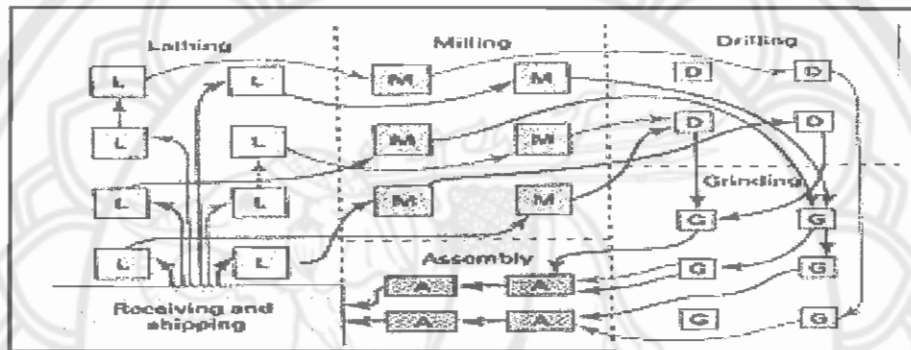 Lathing Milling Drilling
L L M M D D
L L M M D D
Grinding
L L M M G G
Assembly
L L G G
A A
Receiving and
shipping
A A G G